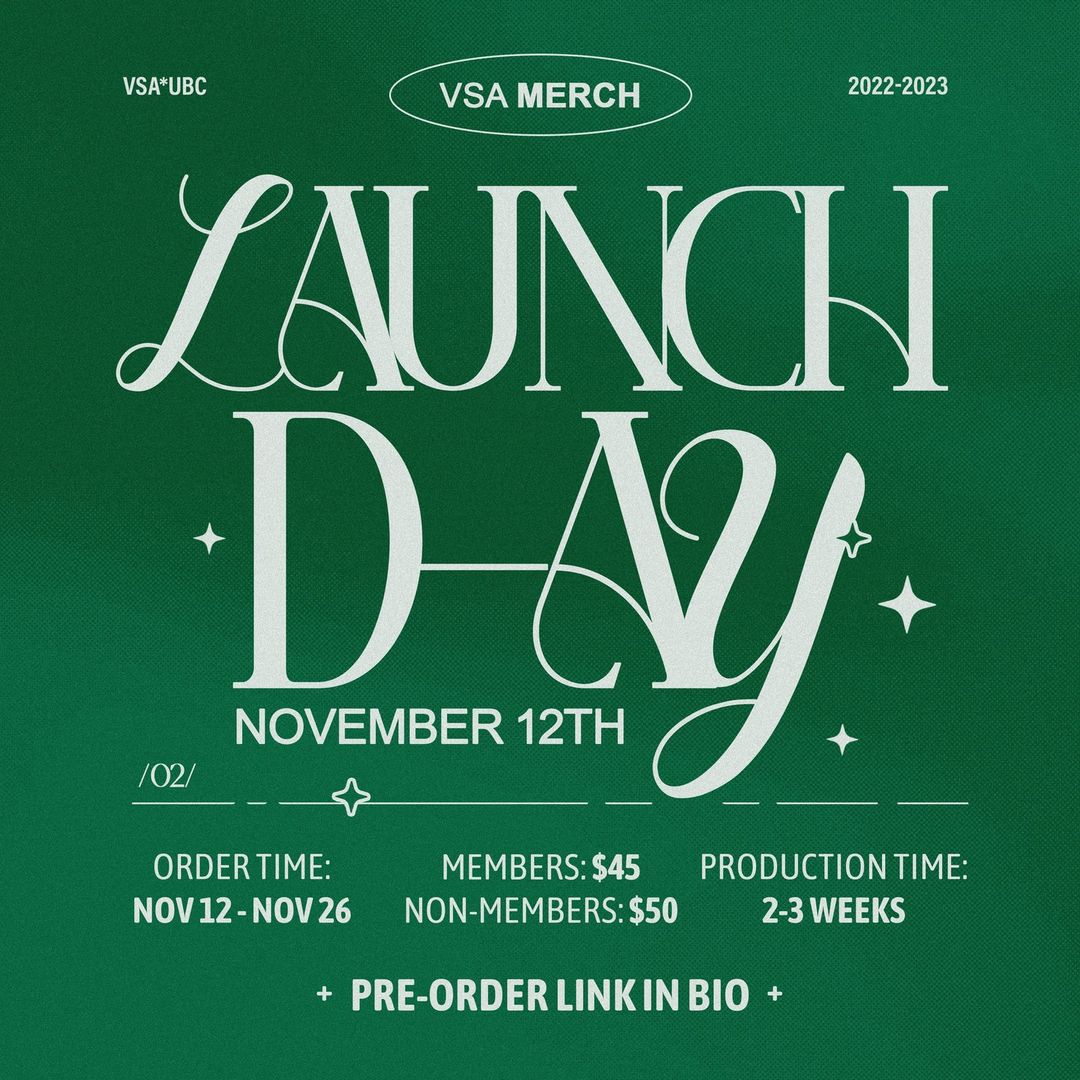 VSA*UBC
VSA MERCH
2022-2023
LAUNCH
DAY
NOVEMBER 12TH
/02/
ORDER TIME:
NOV 12 - NOV 26
MEMBERS: $45
NON-MEMBERS: $50
PRODUCTION TIME:
2-3 WEEKS
+ PRE-ORDER LINK IN BIO +